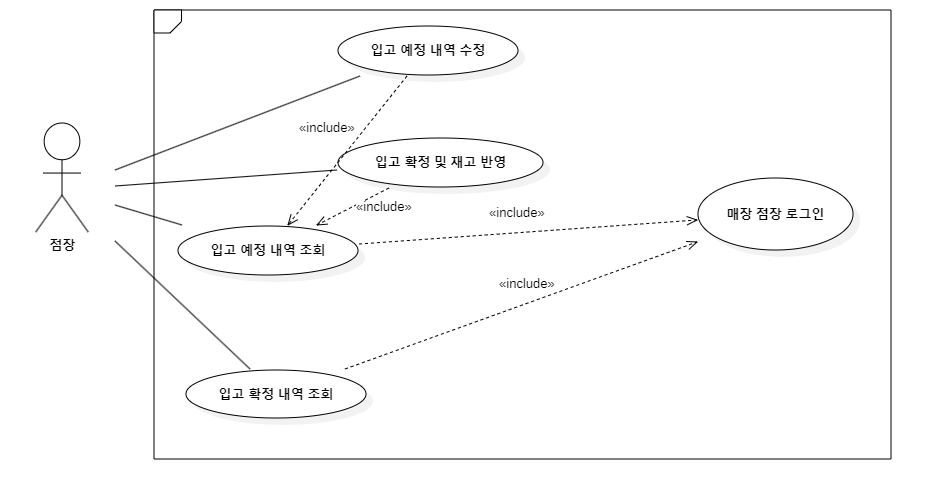 입고 예정 내역 수정
«include»
입고 확정 및 재고 반영
«include»
«include»
매장 점장 로그인
점장
입고 예정 내역 조회
«include»
입고 확정 내역 조회